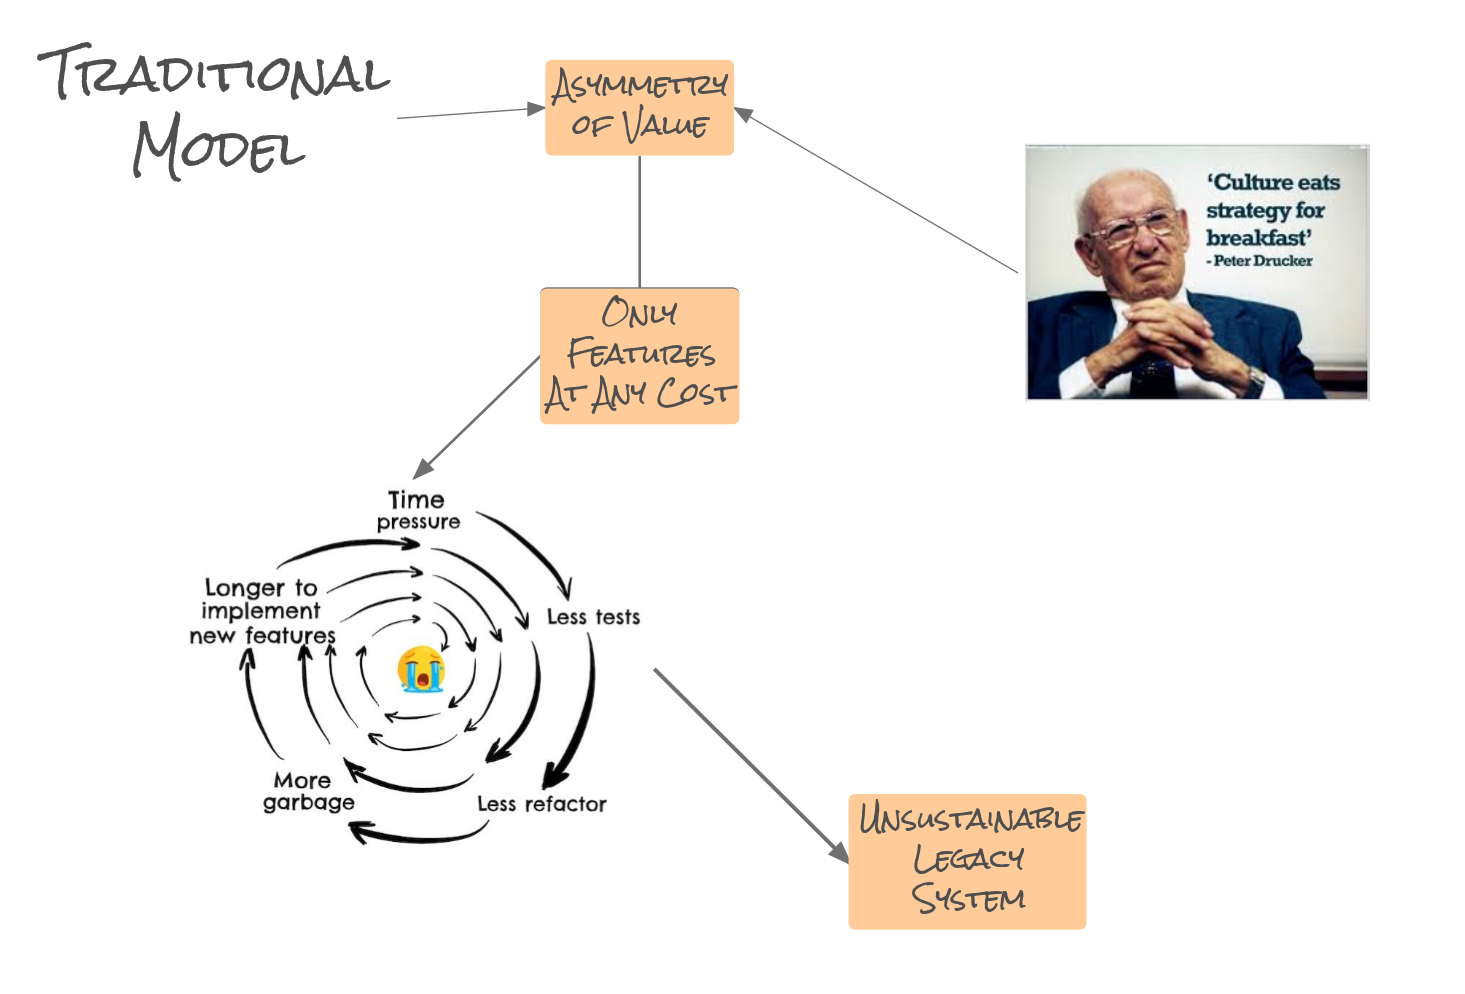 TRADITIONAL
MODEL
ASYMMETRY
OF VALUE
‘Culture eats
strategy for
breakfast’
- Peter Drucker
ONLY
FEATURES
AT ANY COST
Time
pressure
Longer to
implement
new features
Less tests
More
garbage
Less refactor
UNSUSTAINABLE
LEGACY
SYSTEM